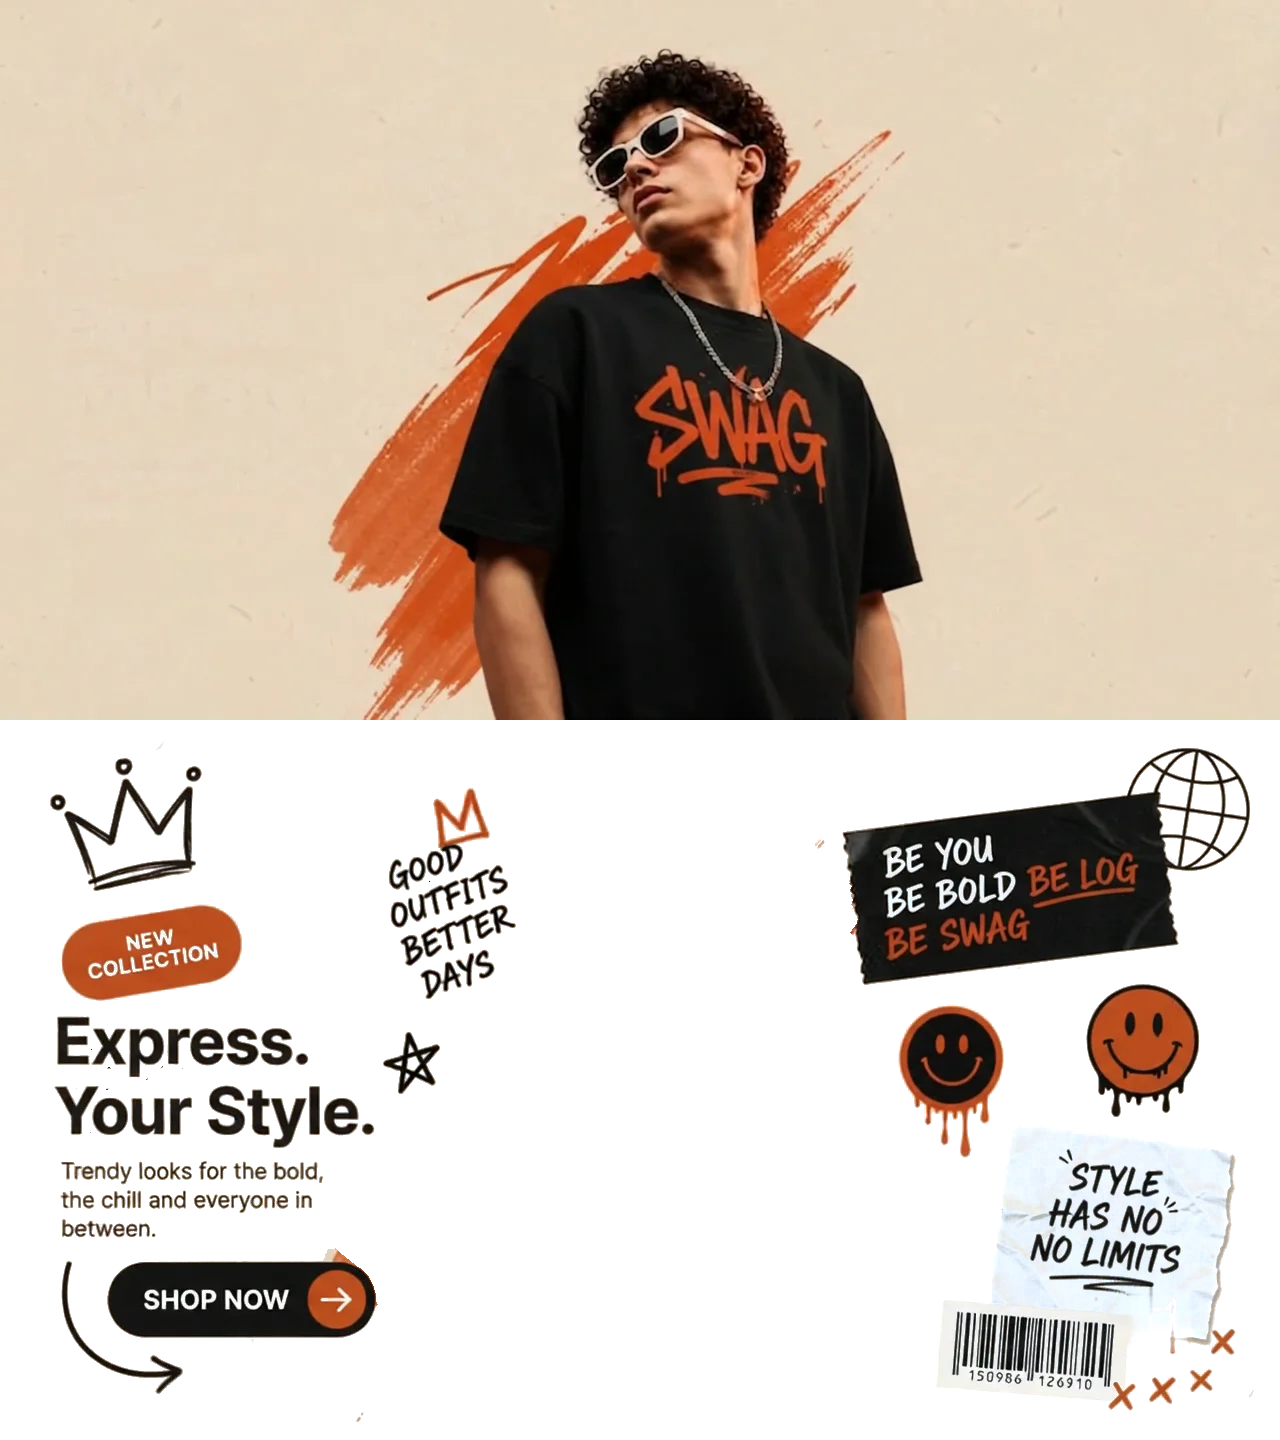 SWAG
GOOD
OUTFITS
BETTER
DAYS
BE YOU
BE BOLD BE LOG
BE SWAG
NEW
COLLECTION
Express.
Your Style.
Trendy looks for the bold,
the chill and everyone in
between.
SHOP NOW
STYLE
HAS NO
NO LIMITS
150986 126910